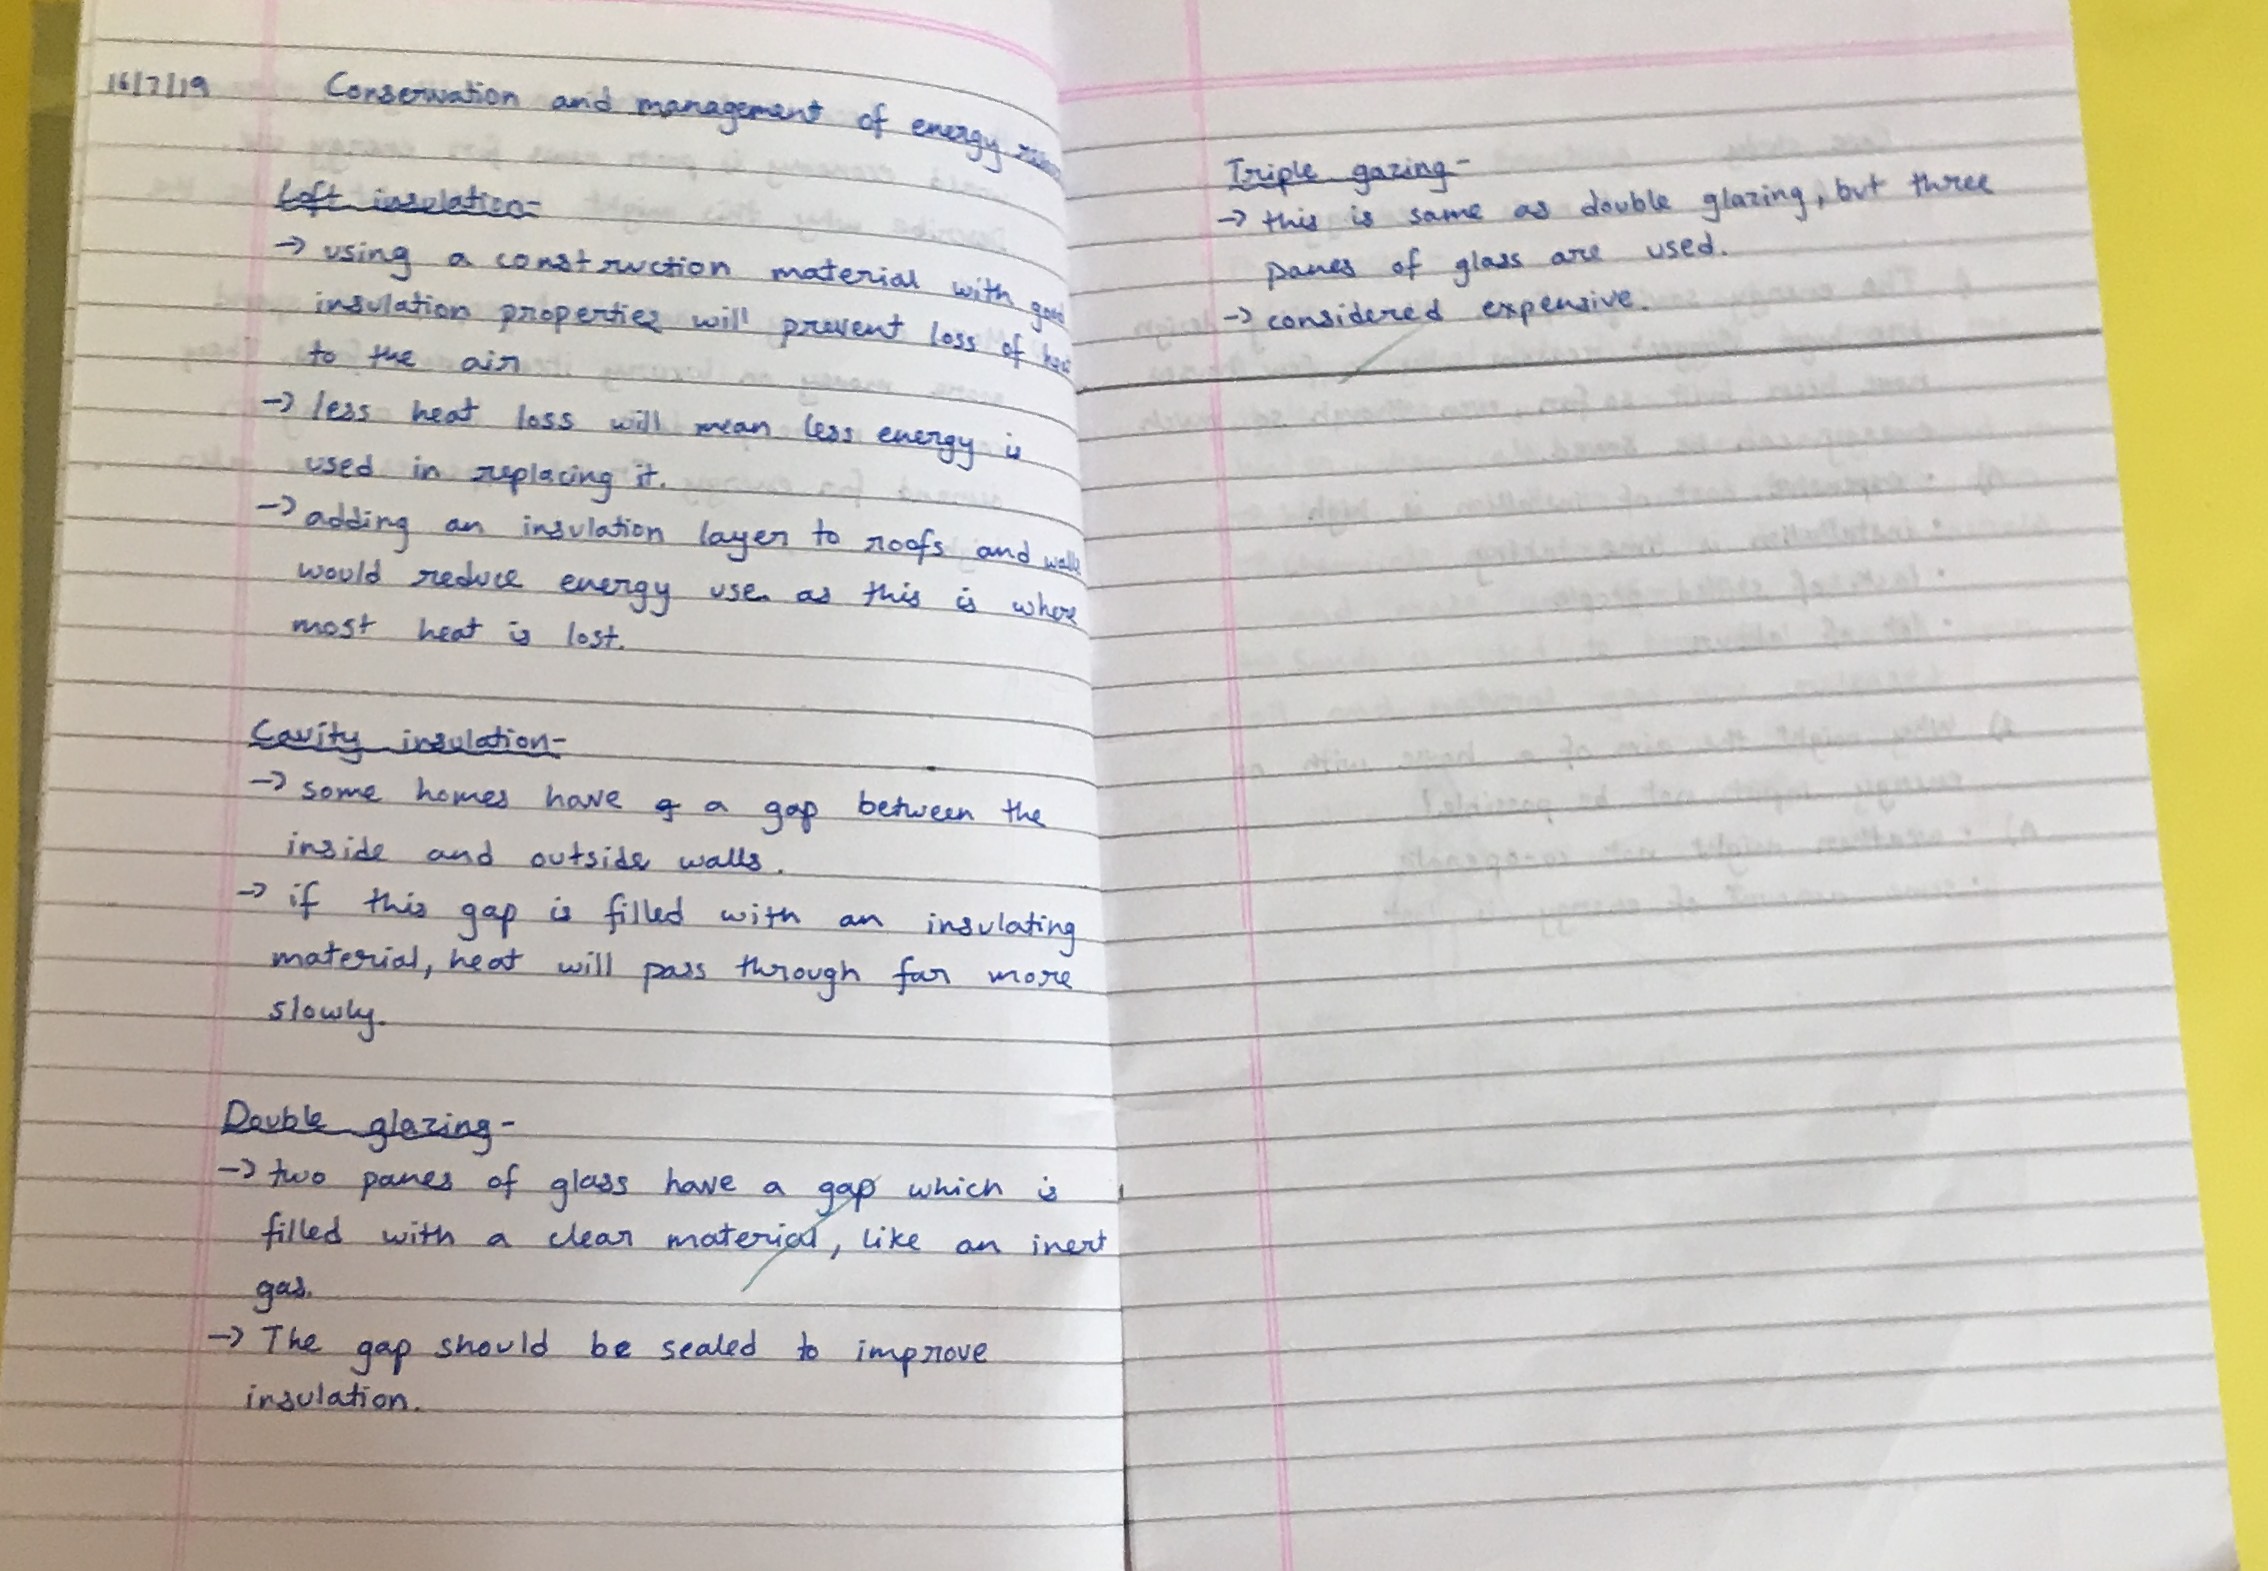 16/7/19 Conservation and management of energy
Loft insulation-
→ using a construction material with good
insulation properties will prevent loss of heat
to the air
→ less heat loss will mean less energy is
used in replacing it.
→ adding an insulation layer to roofs and walls
would reduce energy use as this is where
most heat is lost.
Cavity insulation-
→ some homes have a gap between the
inside and outside walls.
→ if this gap is filled with an insulating
material, heat will pass through far more
slowly.
Double glazing-
→ two panes of glass have a gap which is
filled with a clear material, like an inert
gas.
→ The gap should be sealed to improve
insulation.
Triple gazing-
→ this is same as double glazing, but three
panes of glass are used.
→ considered expensive.